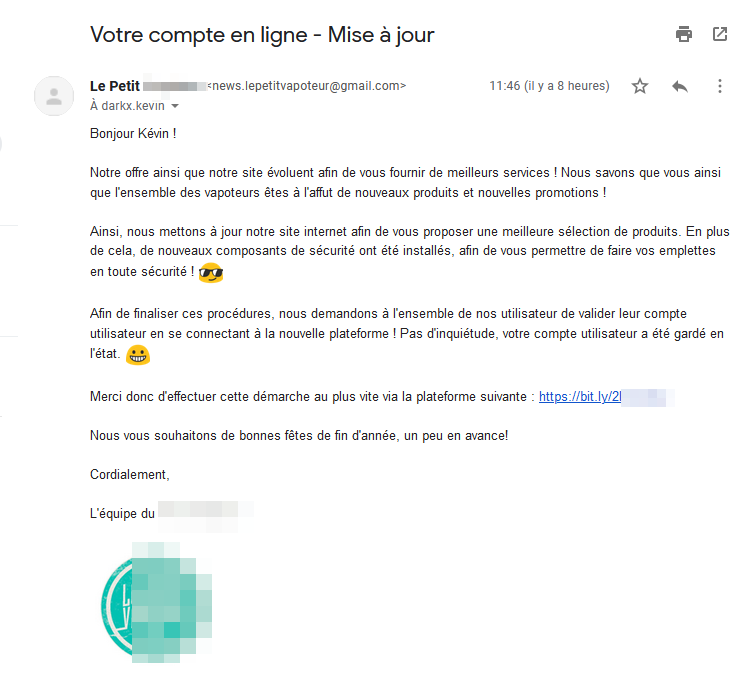 Votre compte en ligne - Mise à jour
Le Petit <news.lepetitvapoteur@gmail.com> 11:46 (il y a 8 heures)
À darkx.kevin
Bonjour Kévin !
Notre offre ainsi que notre site évoluent afin de vous fournir de meilleurs services ! Nous savons que vous ainsi
que l'ensemble des vapoteurs êtes à l'affut de nouveaux produits et nouvelles promotions !
Ainsi, nous mettons à jour notre site internet afin de vous proposer une meilleure sélection de produits. En plus
de cela, de nouveaux composants de sécurité ont été installés, afin de vous permettre de faire vos emplettes
en toute sécurité !
Afin de finaliser ces procédures, nous demandons à l'ensemble de nos utilisateur de valider leur compte
utilisateur en se connectant à la nouvelle plateforme ! Pas d'inquiétude, votre compte utilisateur a été gardé en
l'état.
Merci donc d'effectuer cette démarche au plus vite via la plateforme suivante : https://bit.ly/2
Nous vous souhaitons de bonnes fêtes de fin d'année, un peu en avance!
Cordialement,
L'équipe du